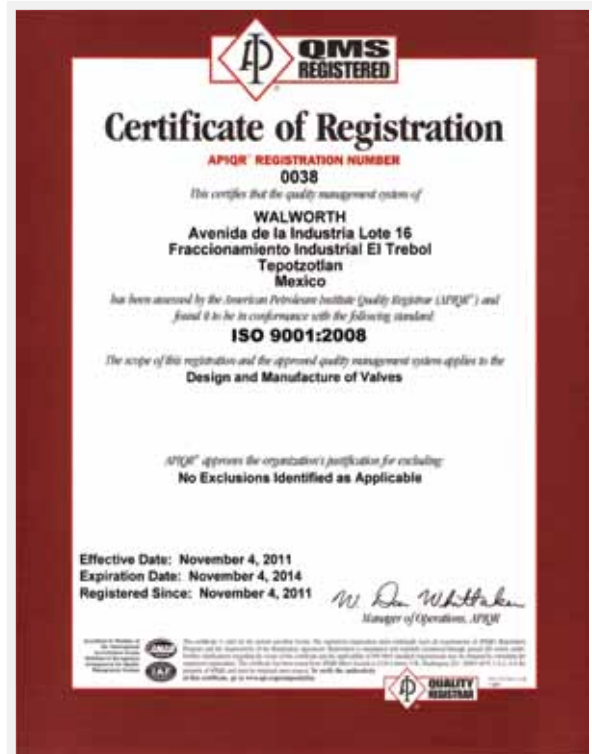 QMS
REGISTERED
Certificate of Registration
APIQR® REGISTRATION NUMBER
0038
This certifies that the quality management system of
WALWORTH
Avenida de la Industria Lote 16
Fraccionamiento Industrial El Trebol
Tepotzotlan
Mexico
has been assessed by the American Petroleum Institute Quality Registrar (APIQR®) and
found it to be in conformance with the following standard:
ISO 9001:2008
The scope of this registration and the approved quality management system applies to the
Design and Manufacture of Valves
APIQR® approves the organization's justification for excluding:
No Exclusions Identified as Applicable
Effective Date: November 4, 2011
Expiration Date: November 4, 2014
Registered Since: November 4, 2011
W. Don Whittaker
Manager of Operations, APIQR
QUALITY
REGISTRAR